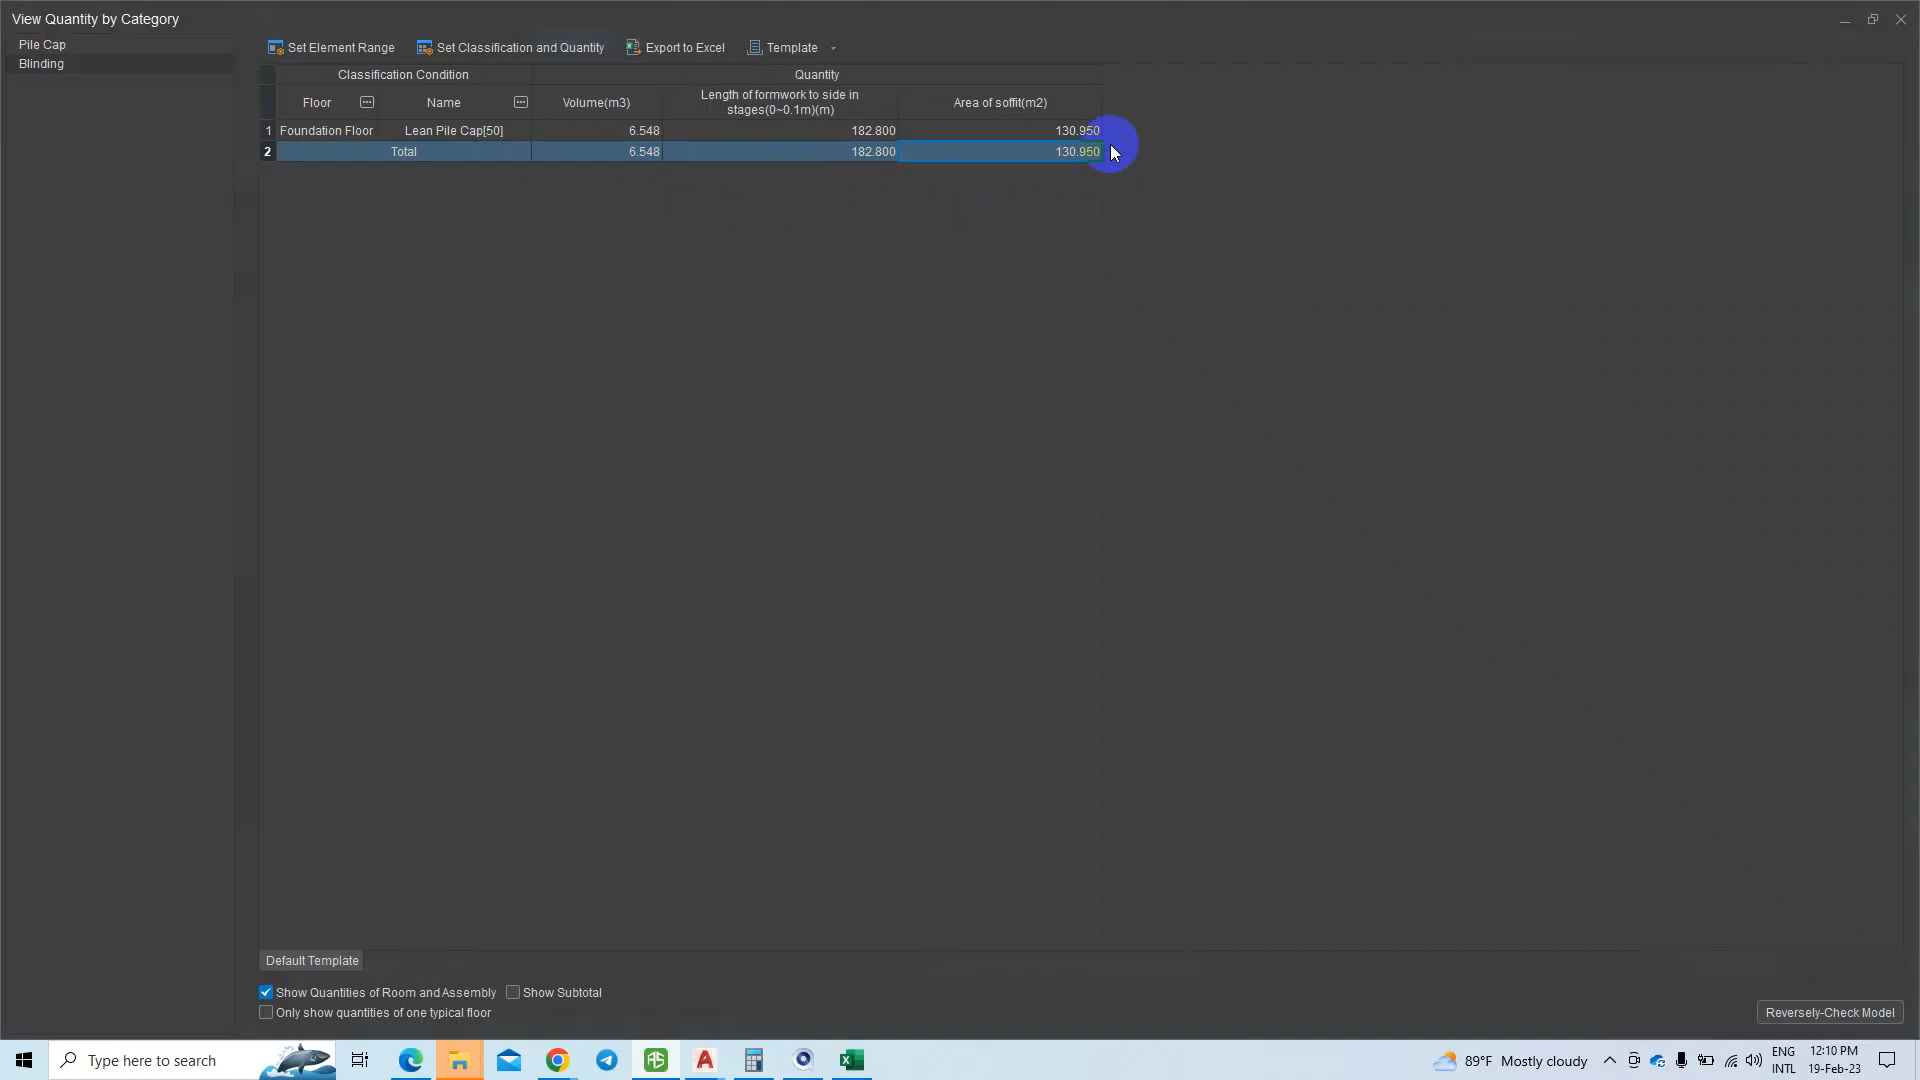 View Quantity by Category
Pile Cap
Blinding
Set Element Range
Set Classification and Quantity
Export to Excel
Template
Classification Condition
Quantity
Floor
Name
Volume(m3)
Length of formwork to side in
stages(0~0.1m)(m)
Area of soffit(m2)
1 Foundation Floor Lean Pile Cap[50] 6.548 182.800 130.950
2 Total 6.548 182.800 130.950
Default Template
Show Quantities of Room and Assembly
Show Subtotal
Only show quantities of one typical floor
Reversely-Check Model
Type here to search
89°F Mostly cloudy
ENG
INTL
12:10 PM
19-Feb-23